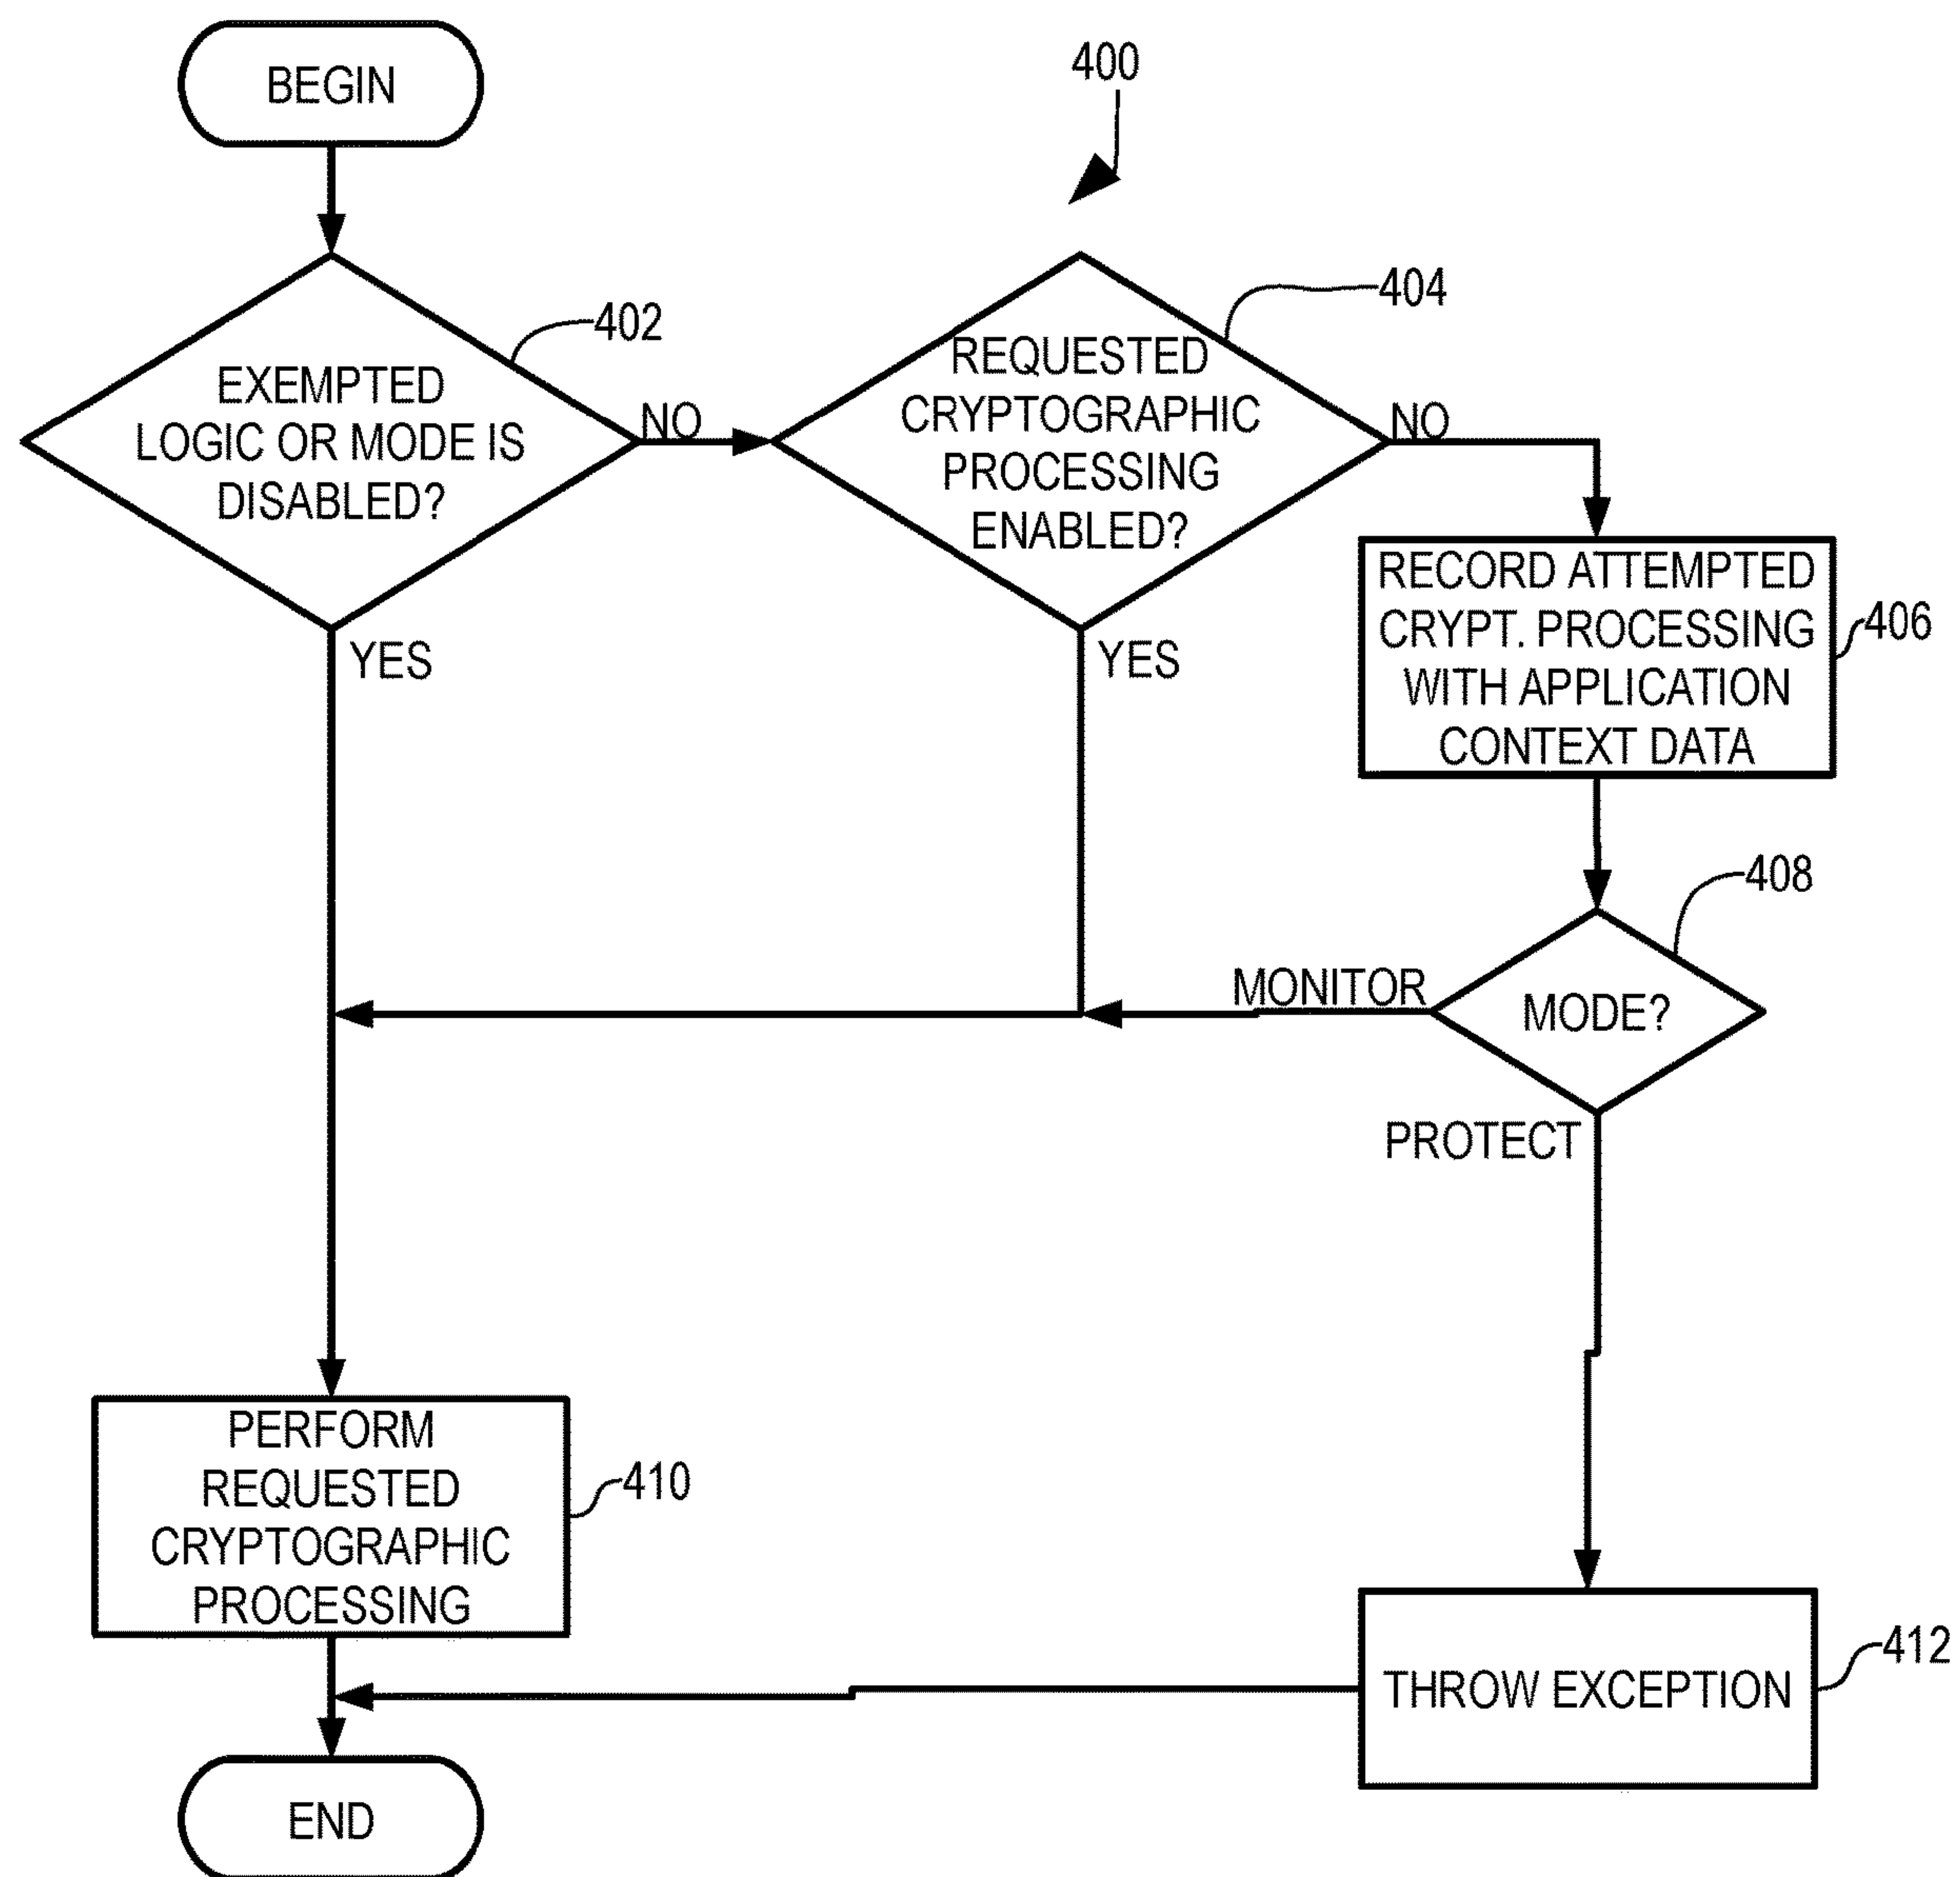 BEGIN
400
402
404
EXEMPTED
LOGIC OR MODE IS
DISABLED?
NO
REQUESTED
CRYPTOGRAPHIC
PROCESSING
ENABLED?
NO
YES
YES
RECORD ATTEMPTED
CRYPT. PROCESSING
WITH APPLICATION
CONTEXT DATA
406
408
MONITOR
MODE?
PROTECT
PERFORM
REQUESTED
CRYPTOGRAPHIC
PROCESSING
410
THROW EXCEPTION
412
END